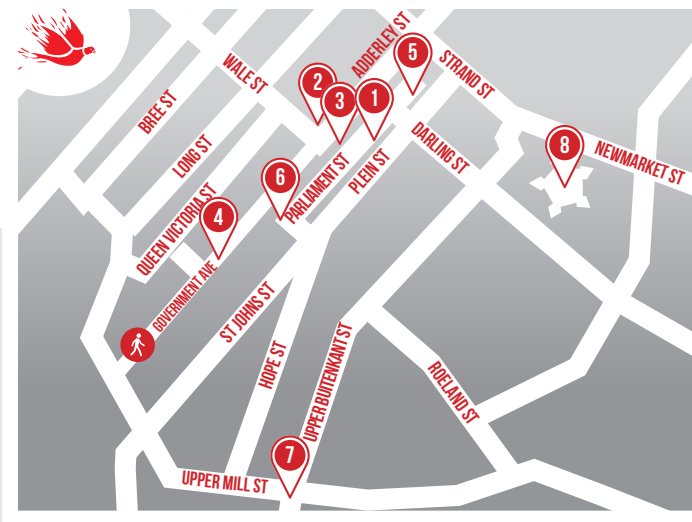 ADDERLEY ST
5
STRAND ST
WALE ST
2
3
1
BREE ST
DARLING ST
8
NEWMARKET ST
LONG ST
PARLIAMENT ST
PLEIN ST
6
QUEEN VICTORIA ST
4
GOVERNMENT AVE
ST JOHNS ST
HOPE ST
UPPER BUITENKANT ST
ROELAND ST
7
UPPER MILL ST